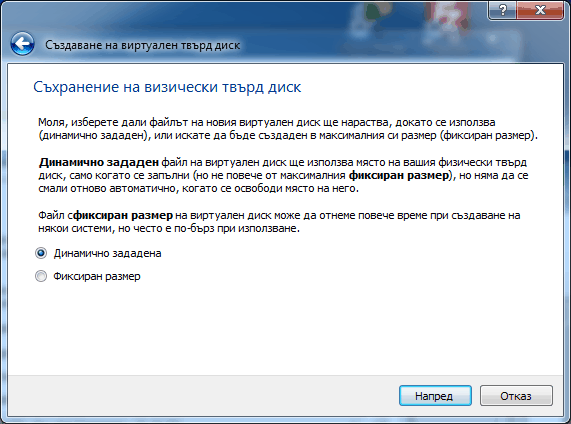 Създаване на виртуален твърд диск
Съхранение на визически твърд диск
Моля, изберете дали файлът на новия виртуален диск ще нараства, докато се използва
(динамично зададен), или искате да бъде създаден в максималния си размер (фиксиран размер).
Динамично зададен файл на виртуален диск ще използва място на вашия физически твърд
диск, само когато се запълни (но не повече от максималния фиксиран размер), но няма да се
смали отново автоматично, когато се освободи място на него.
Файл сфиксиран размер на виртуален диск може да отнеме повече време при създаване на
някои системи, но често е по-бърз при използване.
Динамично зададена
Фиксиран размер
Напред
Отказ